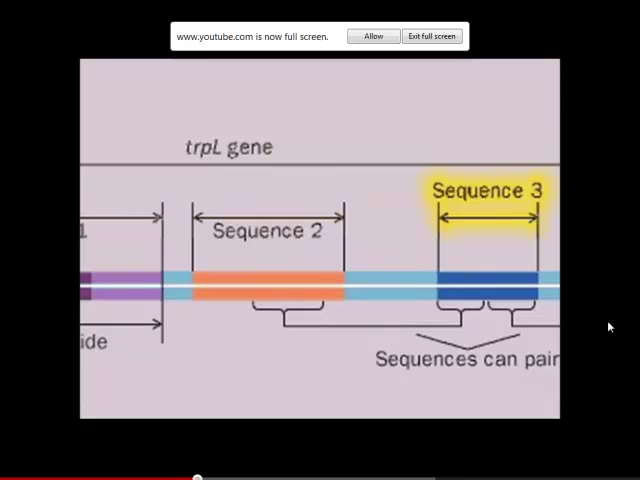 www.youtube.com is now full screen.
Allow
Exit full screen
trpL gene
Sequence 3
1
Sequence 2
ide
Sequences can pair